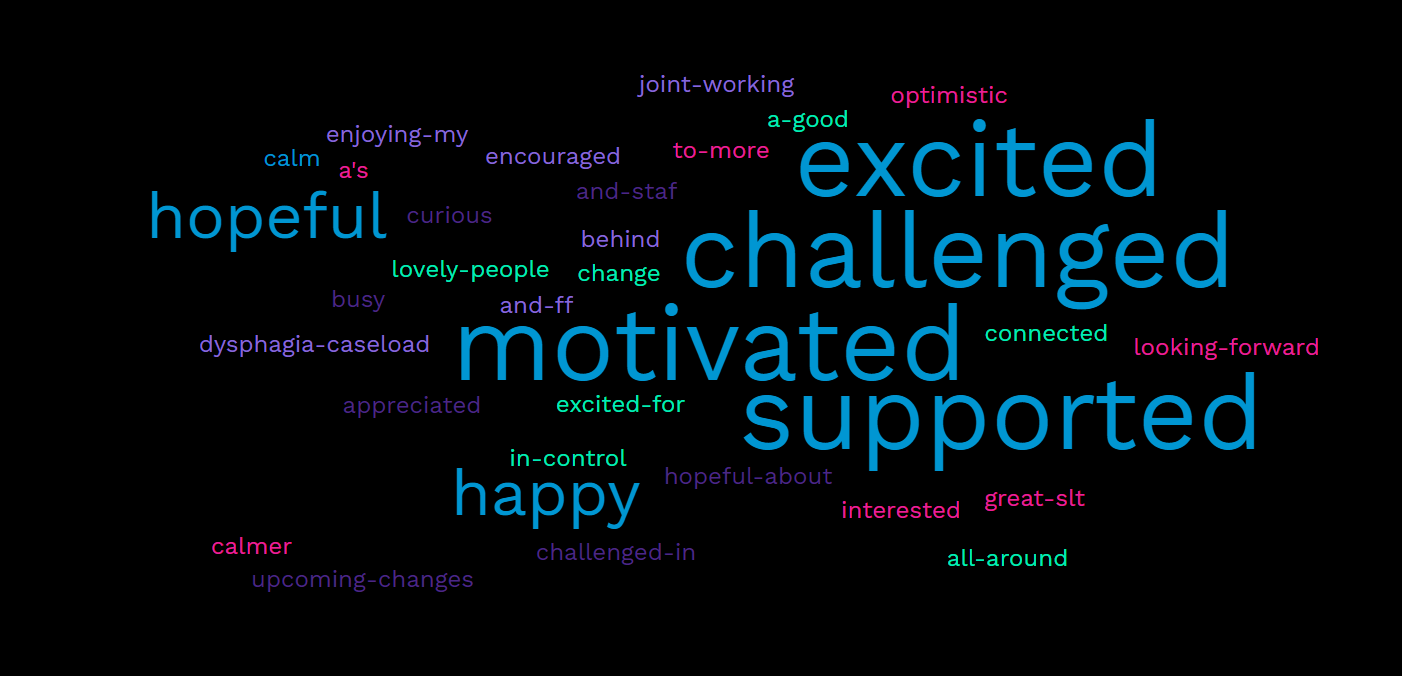 joint-working
optimistic
a-good
enjoying-my
to-more
excited
calm
encouraged
a's
and-staf
hopeful
curious
behind
challenged
lovely-people
change
busy
and-ff
motivated
connected
dysphagia-caseload
looking-forward
appreciated
excited-for
supported
in-control
hopeful-about
happy
great-slt
interested
calmer
challenged-in
all-around
upcoming-changes